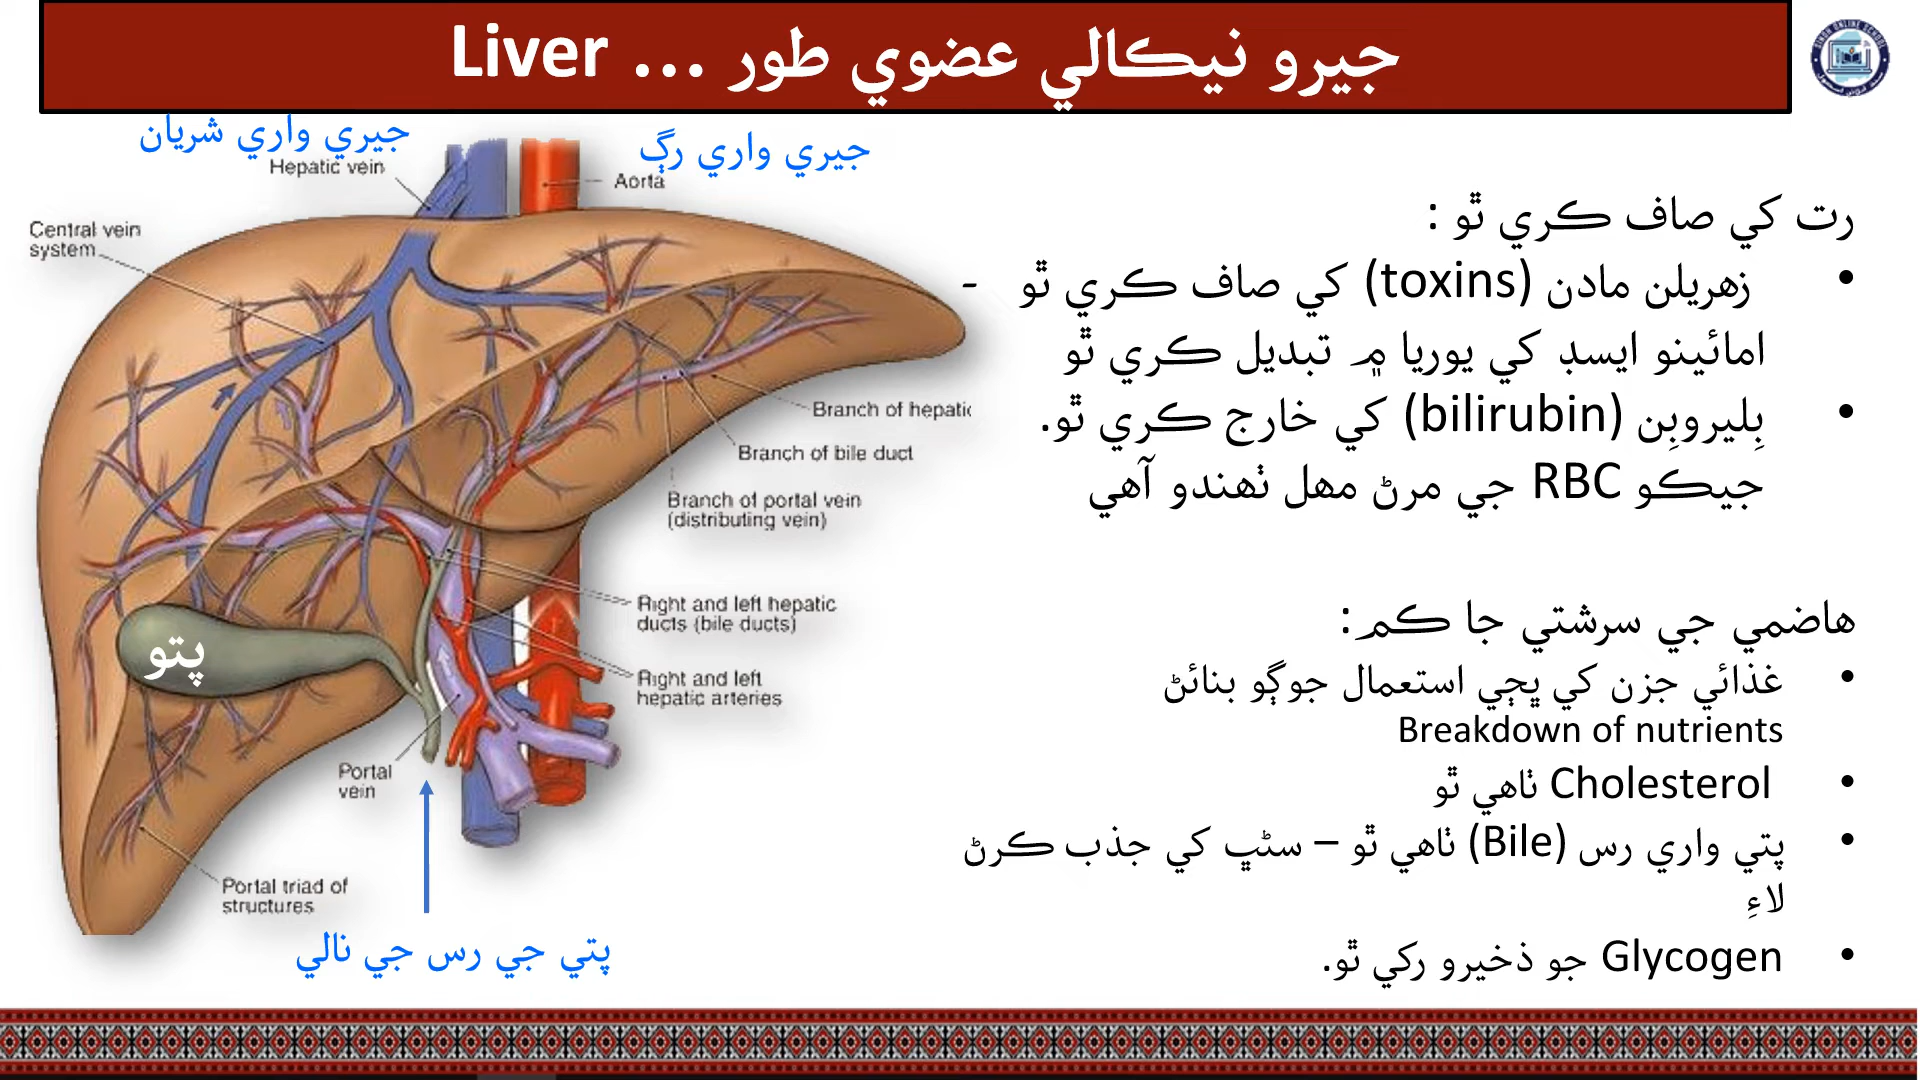 جيرو نيڪالي عضوي طور ... Liver
جيري واري شريان
جيري واري رڳ
Hepatic vein
Aorta
Central vein
system
Branch of hepatic
Branch of bile duct
Branch of portal vein
(distributing vein)
Right and left hepatic
ducts (bile ducts)
Right and left
hepatic arteries
پتو
Portal
vein
Portal triad of
structures
پتي جي رس جي نالي
رت کي صاف ڪري ٿو :
• زهريلن مادن (toxins) کي صاف ڪري ٿو -
امائينو ايسڊ کي يوريا ۾ تبديل ڪري ٿو
• بِليروبِن (bilirubin) کي خارج ڪري ٿو.
جيڪو RBC جي مرڻ مهل ٺهندو آهي
هاضمي جي سرشتي جا ڪم:
• غذائي جزن کي ڀڃي استعمال جوڳو بنائڻ
Breakdown of nutrients
• Cholesterol ٺاهي ٿو
• پتي واري رس (Bile) ٺاهي ٿو – سڻڀ کي جذب ڪرڻ
لاءِ
• Glycogen جو ذخيرو رکي ٿو.